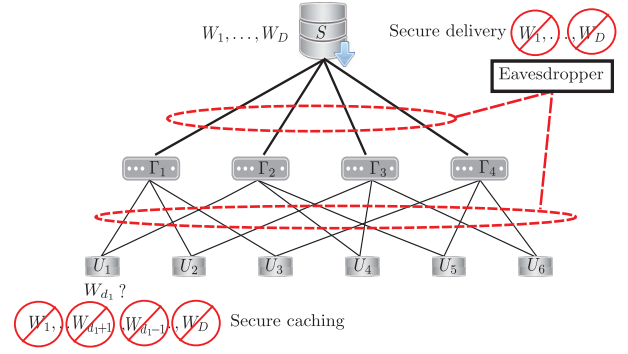 W_1, . . . , W_D
S
Secure delivery W_1, . . . , W_D
Eavesdropper
Γ_1 Γ_2 Γ_3 Γ_4
U_1 U_2 U_3 U_4 U_5 U_6
W_{d_1} ?
W_1, . . W_{d_1+1} , W_{d_1-1} . . , W_D Secure caching